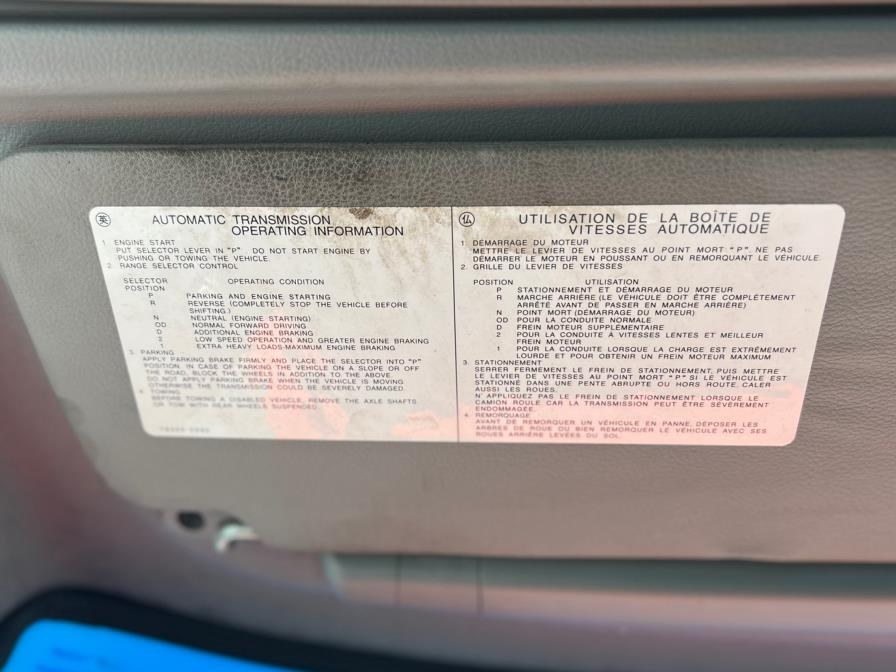 英
AUTOMATIC TRANSMISSION
OPERATING INFORMATION
1. ENGINE START
PUT SELECTOR LEVER IN "P". DO NOT START ENGINE BY
PUSHING OR TOWING THE VEHICLE.
2. RANGE SELECTOR CONTROL
SELECTOR POSITION OPERATING CONDITION
P PARKING AND ENGINE STARTING
R REVERSE (COMPLETELY STOP THE VEHICLE BEFORE
SHIFTING.)
N NEUTRAL (ENGINE STARTING)
OD NORMAL FORWARD DRIVING
D ADDITIONAL ENGINE BRAKING
2 LOW SPEED OPERATION AND GREATER ENGINE BRAKING
1 EXTRA HEAVY LOADS-MAXIMUM ENGINE BRAKING
3. PARKING
APPLY PARKING BRAKE FIRMLY AND PLACE THE SELECTOR INTO "P"
POSITION. IN CASE OF PARKING THE VEHICLE ON A SLOPE OR OFF
THE ROAD, BLOCK THE WHEELS IN ADDITION TO THE ABOVE.
DO NOT APPLY PARKING BRAKE WHEN THE VEHICLE IS MOVING
OTHERWISE THE TRANSMISSION COULD BE SEVERELY DAMAGED.
4. TOWING
BEFORE TOWING A DISABLED VEHICLE, REMOVE THE AXLE SHAFTS
OR TOW WITH REAR WHEELS SUSPENDED.
仏
UTILISATION DE LA BOÎTE DE
VITESSES AUTOMATIQUE
1. DÉMARRAGE DU MOTEUR
METTRE LE LEVIER DE VITESSES AU POINT MORT "P". NE PAS
DÉMARRER LE MOTEUR EN POUSSANT OU EN REMORQUANT LE VÉHICULE.
2. GRILLE DU LEVIER DE VITESSES
POSITION UTILISATION
P STATIONNEMENT ET DÉMARRAGE DU MOTEUR
R MARCHE ARRIÈRE (LE VÉHICULE DOIT ÊTRE COMPLÈTEMENT
ARRÊTÉ AVANT DE PASSER EN MARCHE ARRIÈRE)
N POINT MORT (DÉMARRAGE DU MOTEUR)
OD POUR LA CONDUITE NORMALE
D FREIN MOTEUR SUPPLÉMENTAIRE
2 POUR LA CONDUITE A VITESSES LENTES ET MEILLEUR
FREIN MOTEUR
1 POUR LA CONDUITE LORSQUE LA CHARGE EST EXTRÊMEMENT
LOURDE ET POUR OBTENIR UN FREIN MOTEUR MAXIMUM
3. STATIONNEMENT
SERRER FERMEMENT LE FREIN DE STATIONNEMENT, PUIS METTRE
LE LEVIER DE VITESSES AU POINT MORT "P" SI LE VÉHICULE EST
STATIONNÉ DANS UNE PENTE ABRUPTE OU HORS ROUTE, CALER
AUSSI LES ROUES.
N'APPLIQUEZ PAS LE FREIN DE STATIONNEMENT LORSQUE LE
CAMION ROULE CAR LA TRANSMISSION PEUT ÊTRE SÉVÈREMENT
ENDOMMAGÉE.
4. REMORQUAGE
AVANT DE REMORQUER UN VÉHICULE EN PANNE, DÉPOSER LES
ARBRES DE ROUE OU BIEN REMORQUER LE VÉHICULE AVEC SES
ROUES ARRIÈRE LEVÉES DU SOL.